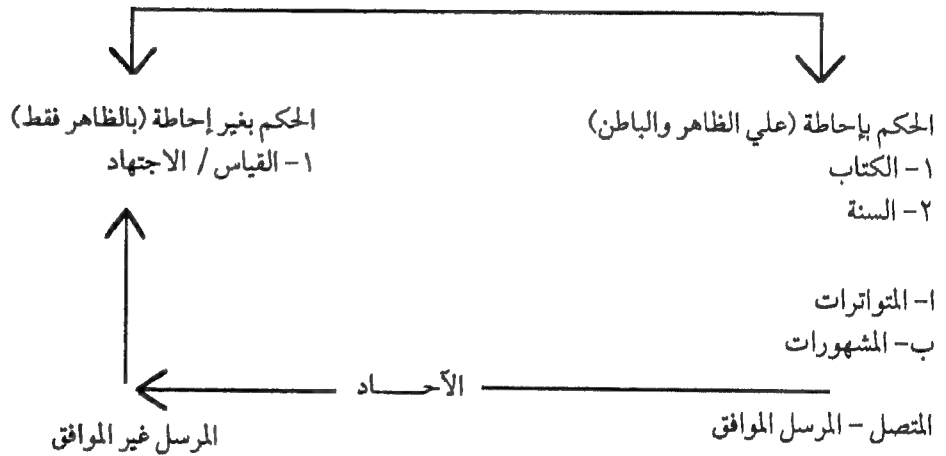 الحكم بإحاطة (علي الظاهر والباطن)
١- الكتاب
٢- السنة
ا- المتواترات
ب- المشهورات
الحكم بغير إحاطة (بالظاهر فقط)
١- القياس / الاجتهاد
الآحـــاد
المتصل - المرسل الموافق
المرسل غير الموافق